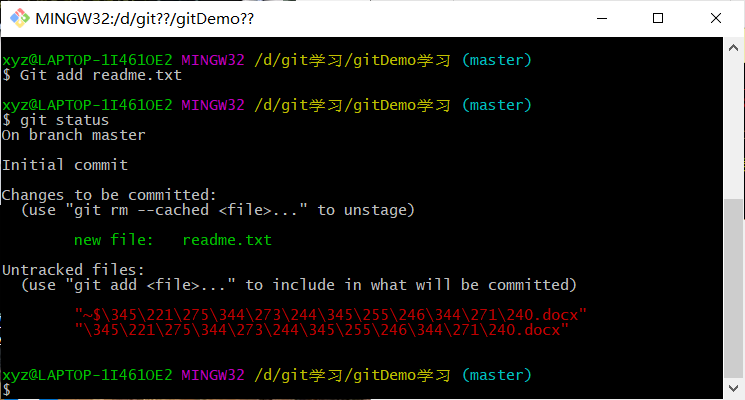 MINGW32:/d/git??/gitDemo??
xyz@LAPTOP-1I461OE2 MINGW32 /d/git学习/gitDemo学习 (master)
$ Git add readme.txt
xyz@LAPTOP-1I461OE2 MINGW32 /d/git学习/gitDemo学习 (master)
$ git status
On branch master
Initial commit
Changes to be committed:
(use "git rm --cached <file>..." to unstage)
new file: readme.txt
Untracked files:
(use "git add <file>..." to include in what will be committed)
"~$\345\221\275\344\273\244\345\255\246\344\271\240.docx"
"\345\221\275\344\273\244\345\255\246\344\271\240.docx"
xyz@LAPTOP-1I461OE2 MINGW32 /d/git学习/gitDemo学习 (master)
$